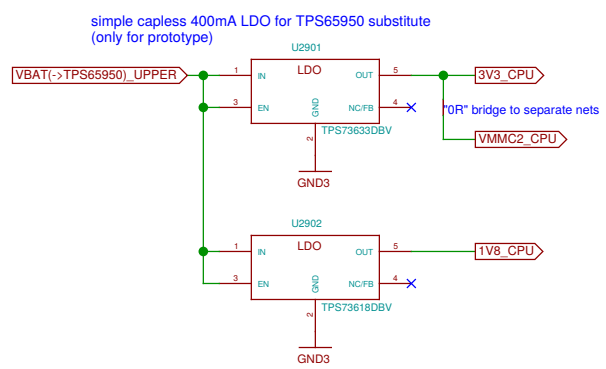 simple capless 400mA LDO for TPS65950 substitute
(only for prototype)
U2901
VBAT(->TPS65950)_UPPER
1
IN
LDO
OUT
5
3V3_CPU
3
EN
GND
NC/FB
4
"0R" bridge to separate nets
2
TPS73633DBV
VMMC2_CPU
GND3
U2902
1
IN
LDO
OUT
5
1V8_CPU
3
EN
GND
NC/FB
4
2
TPS73618DBV
GND3